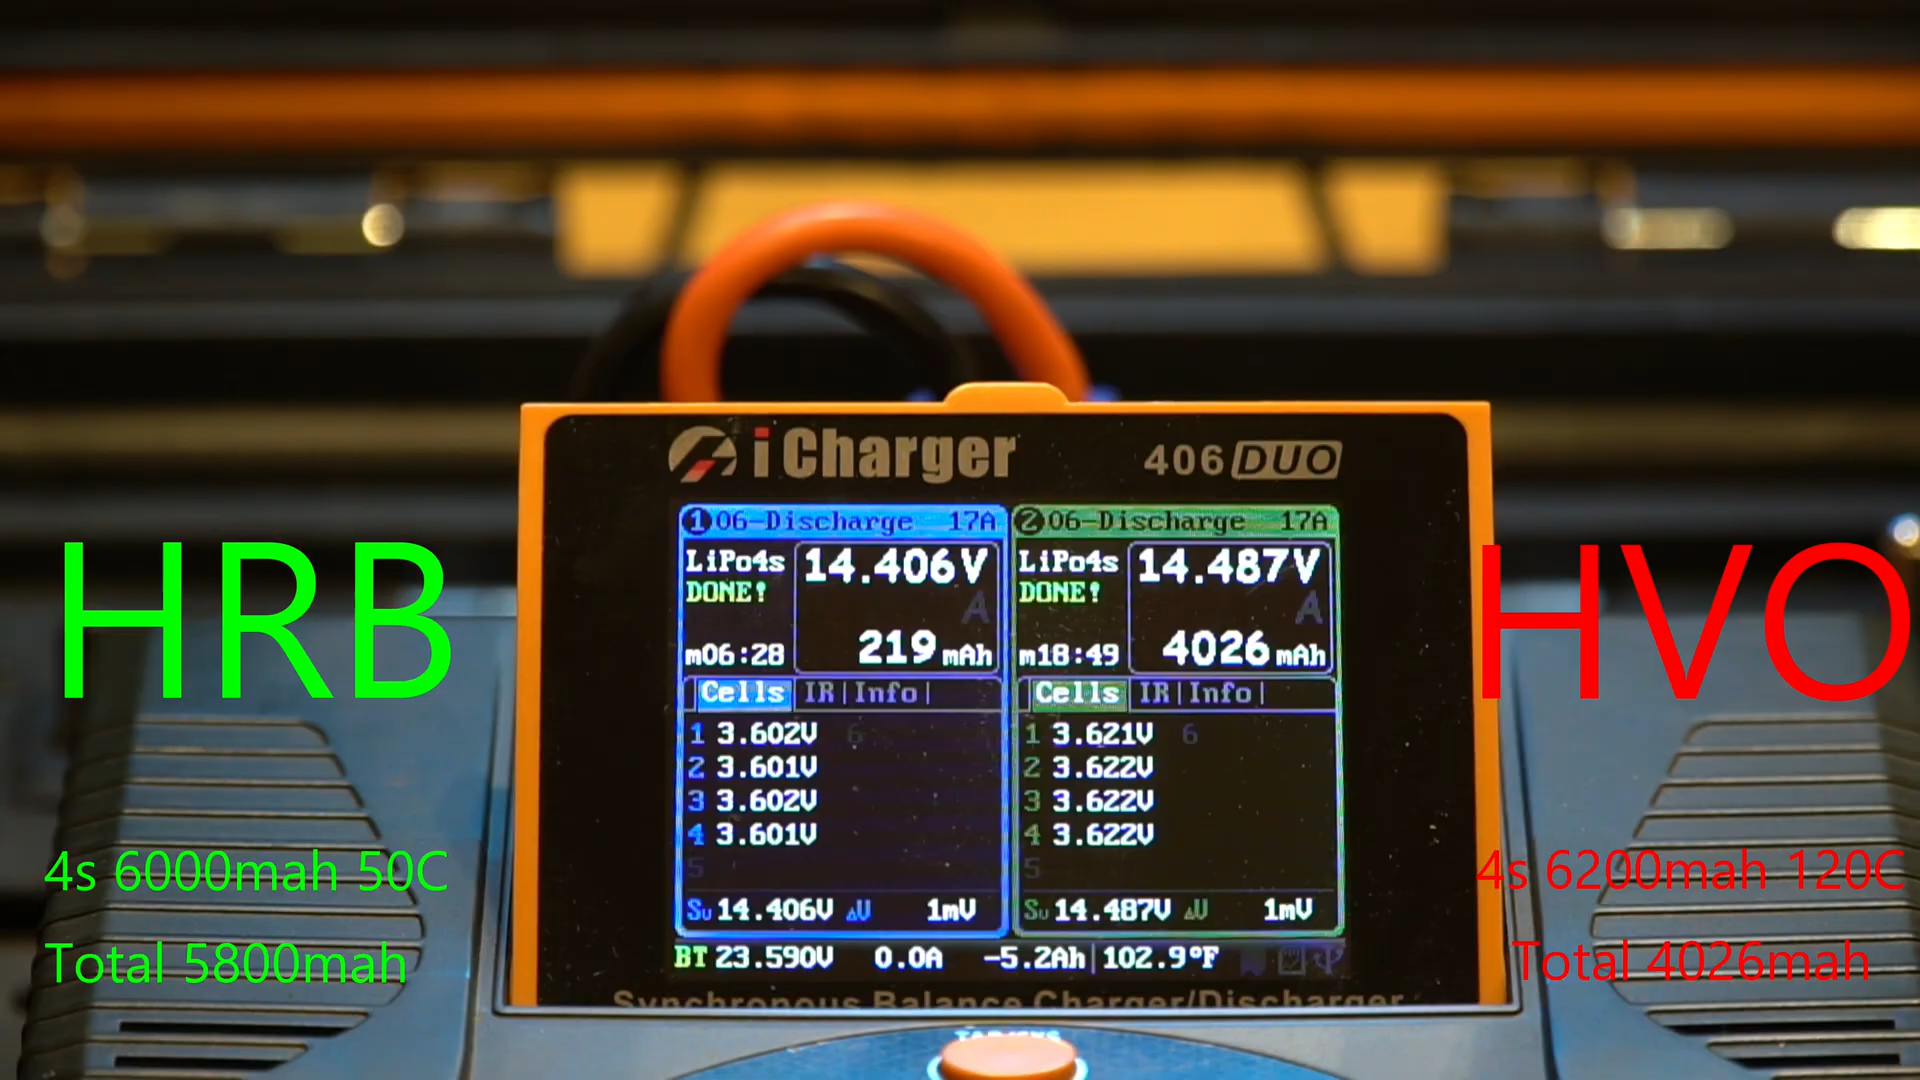 iCharger 406 DUO
1 06-Discharge 17A
LiPo4s 14.406V
DONE!
A
m06:28 219 mAh
Cells IR| Info|
1 3.602V 6
2 3.601V
3 3.602V
4 3.601V
5
Su 14.406V ΔU 1mV
2 06-Discharge 17A
LiPo4s 14.487V
DONE!
A
m18:49 4026 mAh
Cells IR| Info|
1 3.621V 6
2 3.622V
3 3.622V
4 3.622V
5
Su 14.487V ΔU 1mV
BT 23.590V 0.0A -5.2Ah| 102.9°F
Synchronous Balance Charger/Discharger
HRB
4s 6000mah 50C
Total 5800mah
HVO
4s 6200mah 120C
Total 4026mah